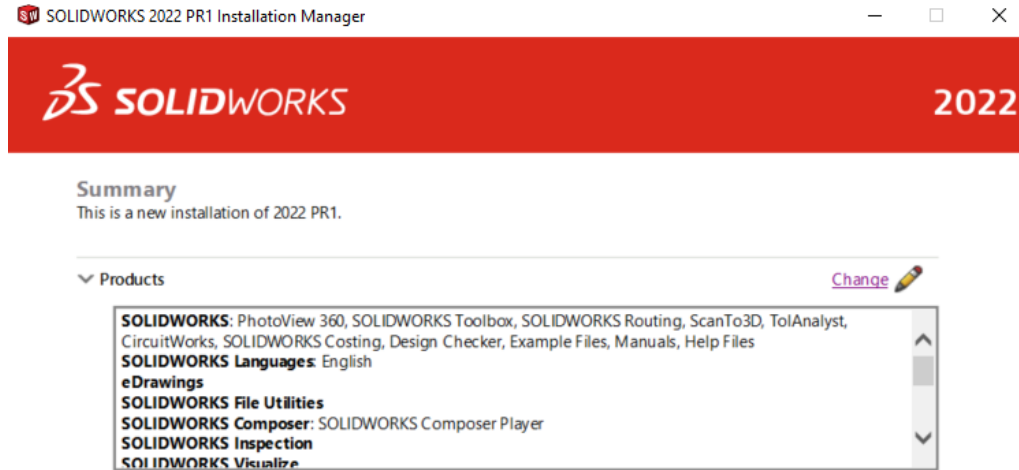 SOLIDWORKS 2022 PR1 Installation Manager
SOLIDWORKS
2022
Summary
This is a new installation of 2022 PR1.
Products
Change
SOLIDWORKS: PhotoView 360, SOLIDWORKS Toolbox, SOLIDWORKS Routing, ScanTo3D, TolAnalyst,
CircuitWorks, SOLIDWORKS Costing, Design Checker, Example Files, Manuals, Help Files
SOLIDWORKS Languages: English
eDrawings
SOLIDWORKS File Utilities
SOLIDWORKS Composer: SOLIDWORKS Composer Player
SOLIDWORKS Inspection
SOLIDWORKS Visualize